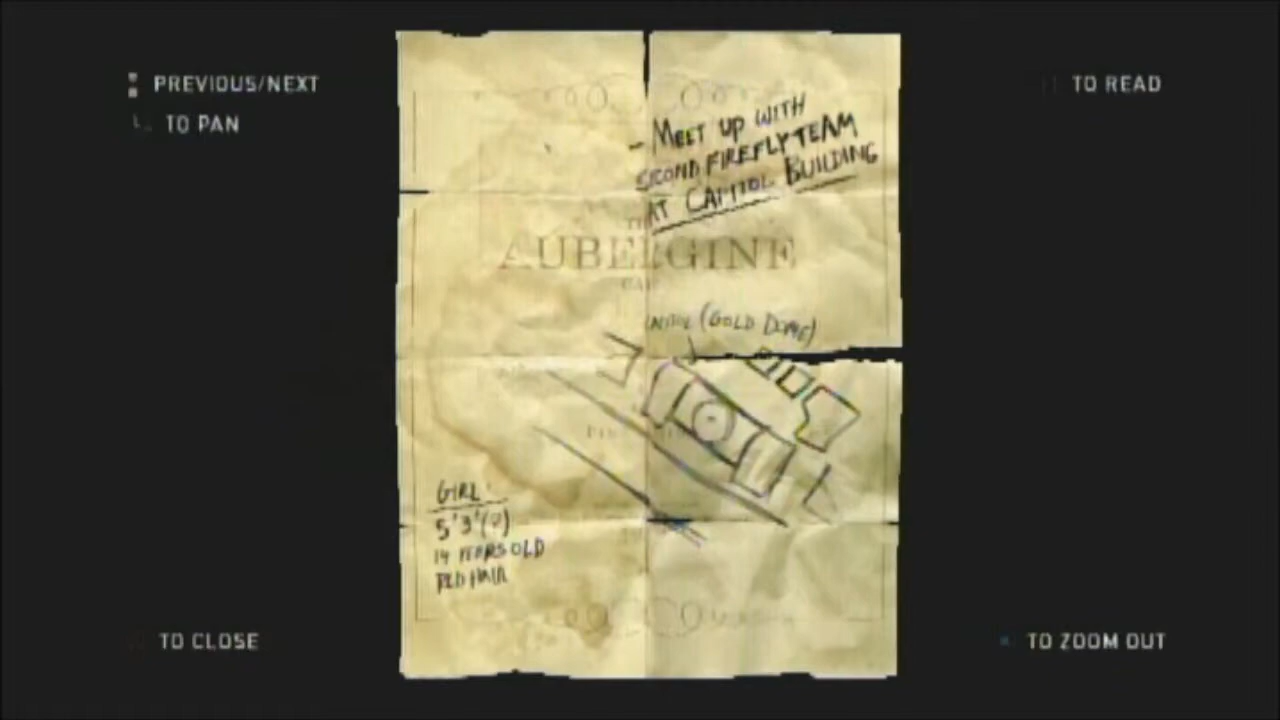 PREVIOUS/NEXT
TO PAN
TO READ
- MEET UP WITH
SECOND FIREFLY TEAM
AT CAPITOL BUILDING
AUBERGINE
CAPITOL (GOLD DOME)
GIRL:
5'3'(?)
14 YEARS OLD
RED HAIR
TO CLOSE
TO ZOOM OUT